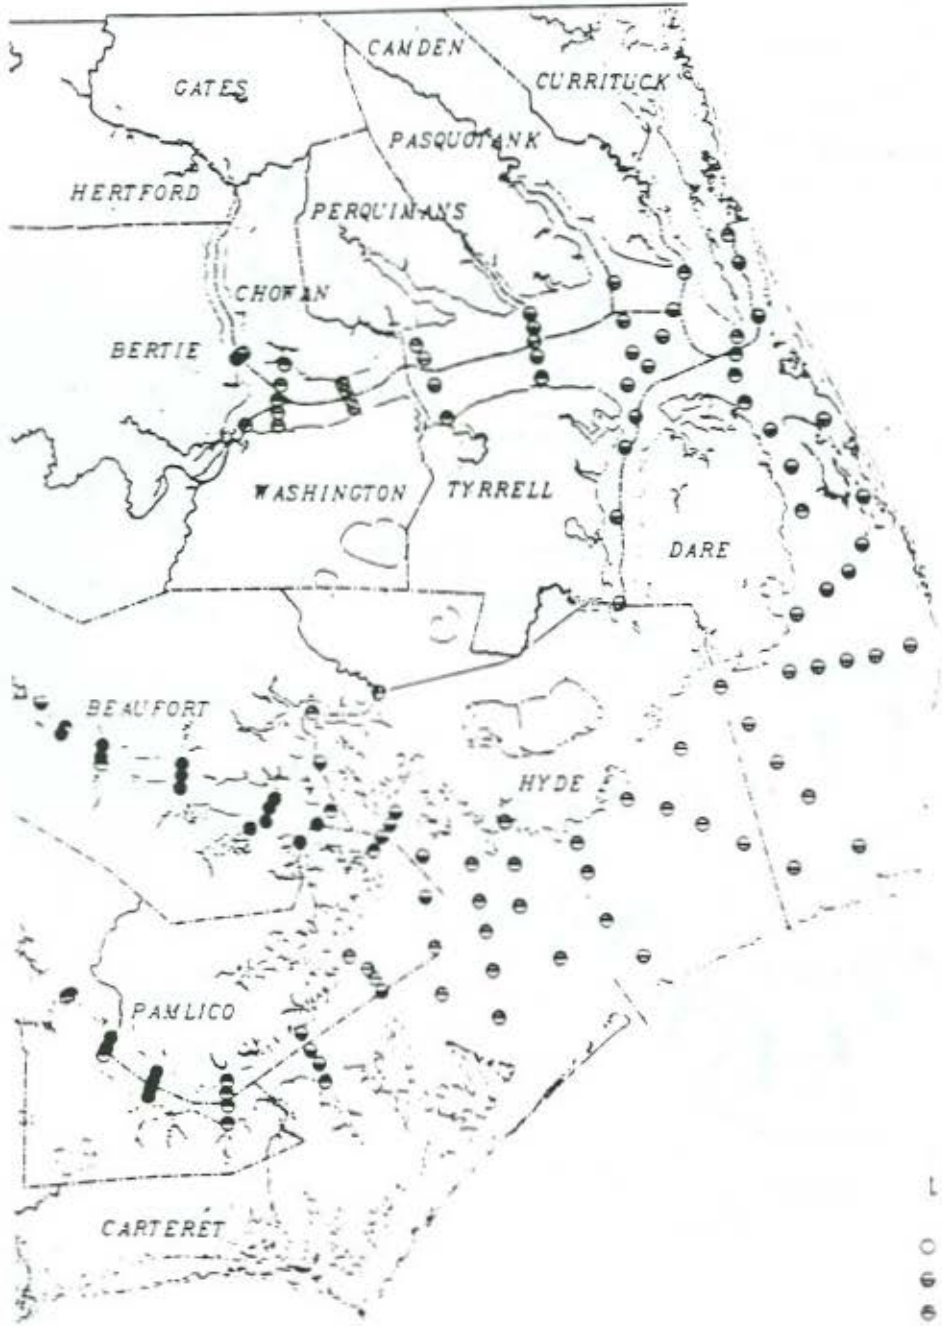 CAMDEN
GATES
CURRITUCK
PASQUOTANK
HERTFORD
PERQUIMANS
CHOWAN
BERTIE
WASHINGTON
TYRRELL
DARE
BEAUFORT
HYDE
PAMLICO
CARTERET